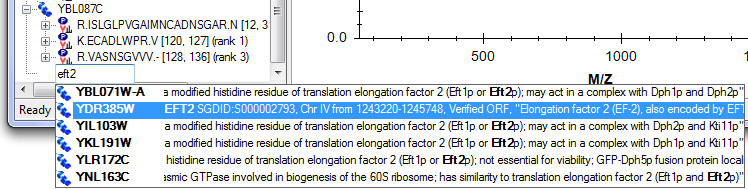 YBL087C
R.ISLGLPVGAIMNCADNSGAR.N [12, 3
K.ECADLWPR.V [120, 127] (rank 1)
R.VASNSGVVV.- [128, 136] (rank 3)
eft2
0.0
500
1000
M/Z
Ready
YBL071W-A a modified histidine residue of translation elongation factor 2 (Eft1p or Eft2p); may act in a complex with Dph1p and Dph2p"
YDR385W EFT2 SGDID:S000002793, Chr IV from 1243220-1245748, Verified ORF, "Elongation factor 2 (EF-2), also encoded by EFT
YIL103W a modified histidine residue of translation elongation factor 2 (Eft1p or Eft2p); may act in a complex with Dph2p and Kti11p"
YKL191W a modified histidine residue of translation elongation factor 2 (Eft1p or Eft2p); may act in a complex with Dph1p and Kti11p"
YLR172C histidine residue of translation elongation factor 2 (Eft1p or Eft2p); not essential for viability; GFP-Dph5p fusion protein local
YNL163C asmic GTPase involved in biogenesis of the 60S ribosome; has similarity to translation elongation factor 2 (Eft1p and Eft2p)"